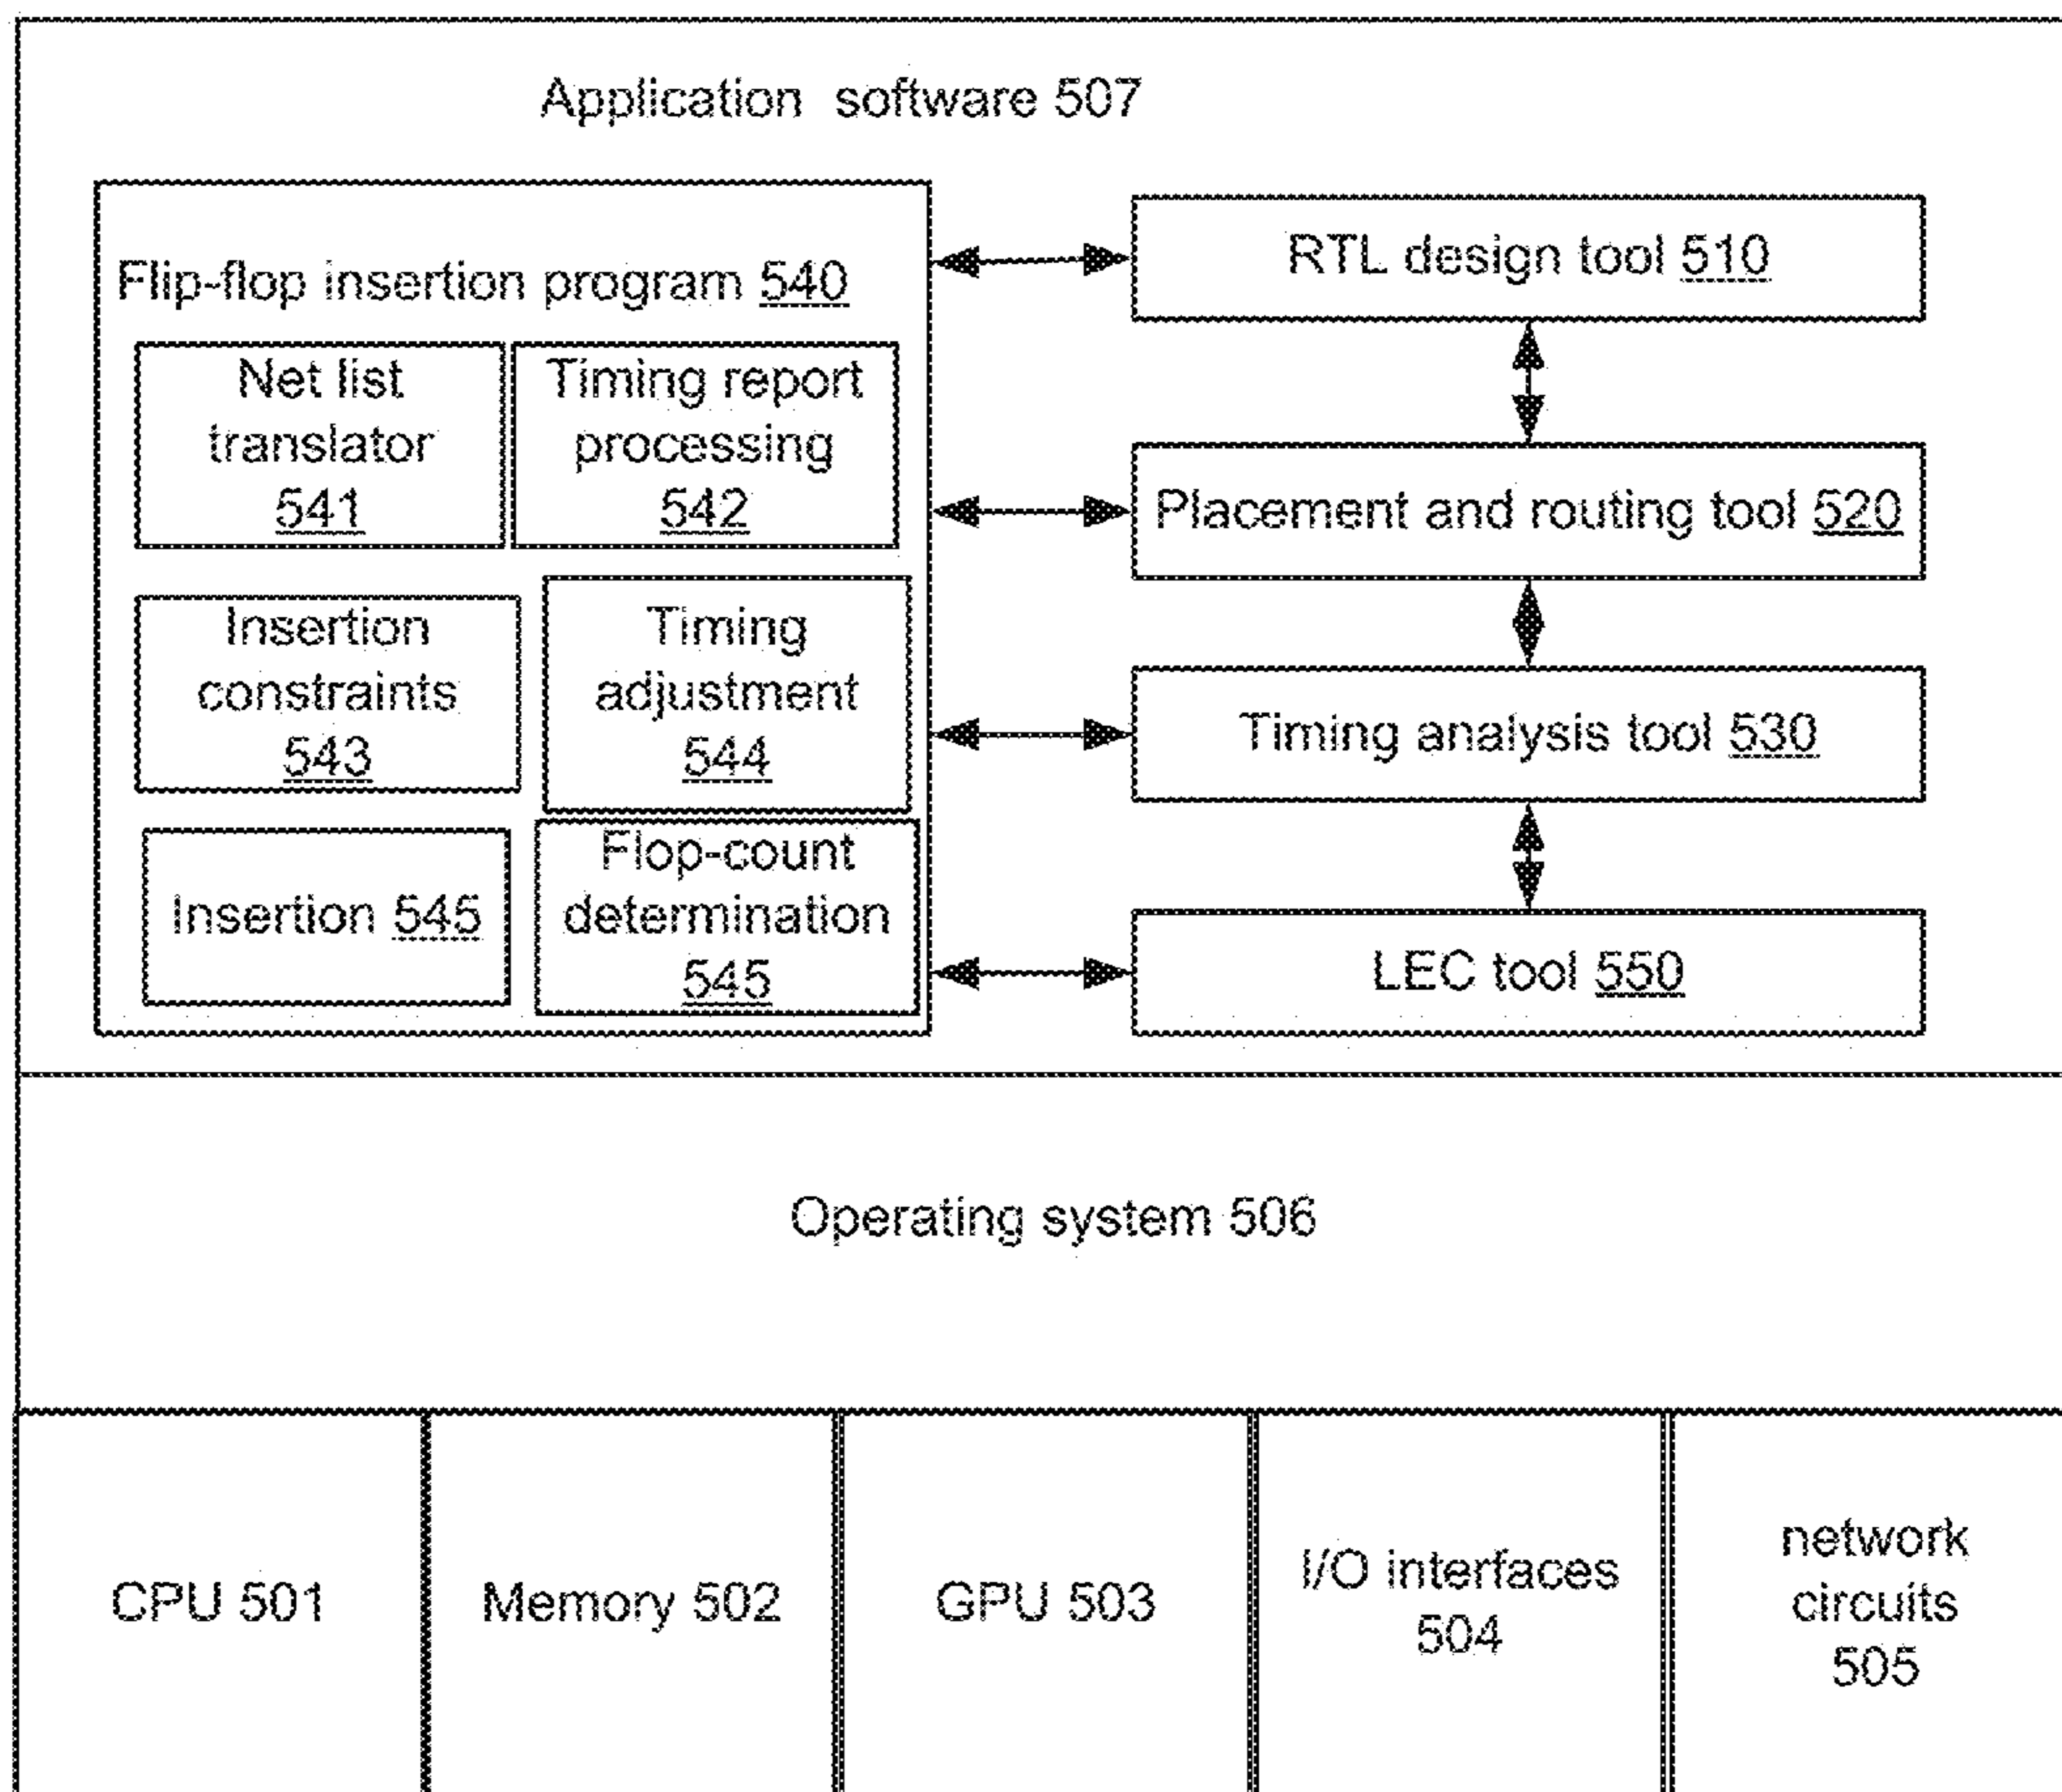 Application software 507
Flip-flop insertion program 540
Net list
translator
541
Timing report
processing
542
Insertion
constraints
543
Timing
adjustment
544
Insertion 545
Flop-count
determination
545
RTL design tool 510
Placement and routing tool 520
Timing analysis tool 530
LEC tool 550
Operating system 506
CPU 501
Memory 502
GPU 503
I/O interfaces
504
network
circuits
505